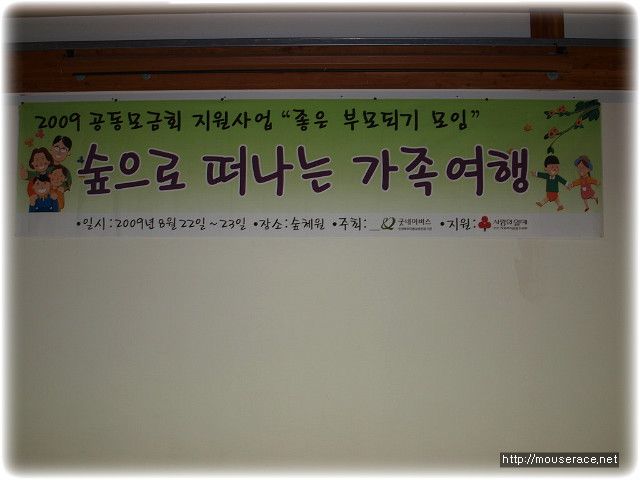 2009 공동모금회 지원사업 "좋은 부모되기 모임"
숲으로 떠나는 가족여행
•일시 : 2009년 8월 22일 ~ 23일 •장소 : 숲체원 •주최 : 굿네이버스 •지원 : 사랑의열매
http://mouserace.net